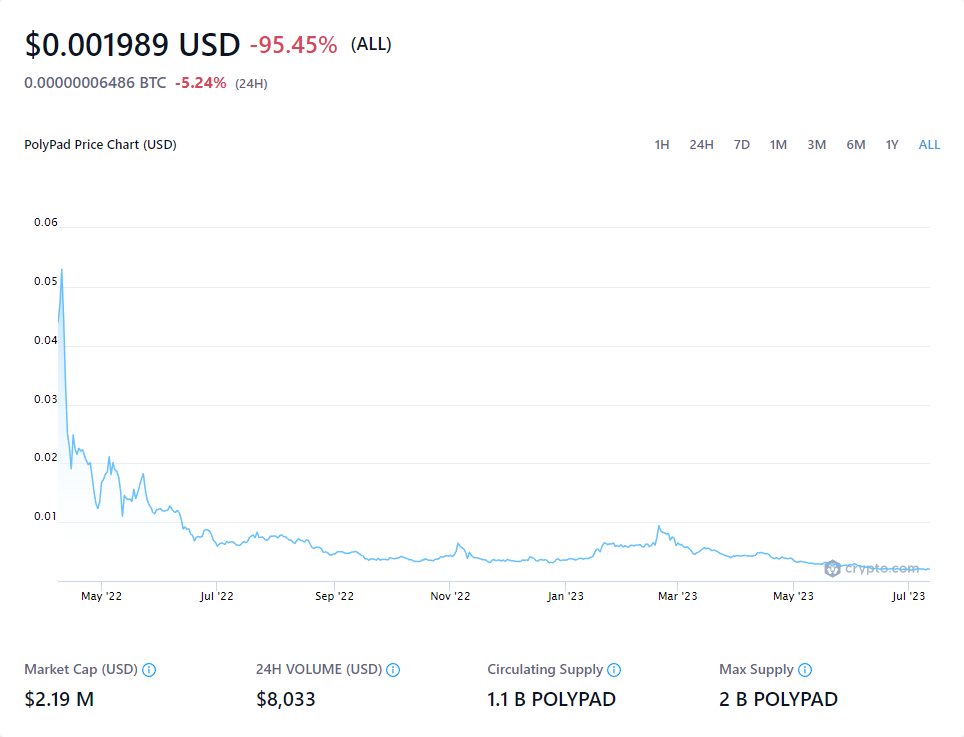 $0.001989 USD -95.45% (ALL)
0.00000006486 BTC -5.24% (24H)
PolyPad Price Chart (USD) 1H 24H 7D 1M 3M 6M 1Y ALL
0.06
0.05
0.04
0.03
0.02
0.01
crypto.com
May '22 Jul '22 Sep '22 Nov '22 Jan '23 Mar '23 May '23 Jul '23
Market Cap (USD) 24H VOLUME (USD) Circulating Supply Max Supply
$2.19 M $8,033 1.1 B POLYPAD 2 B POLYPAD